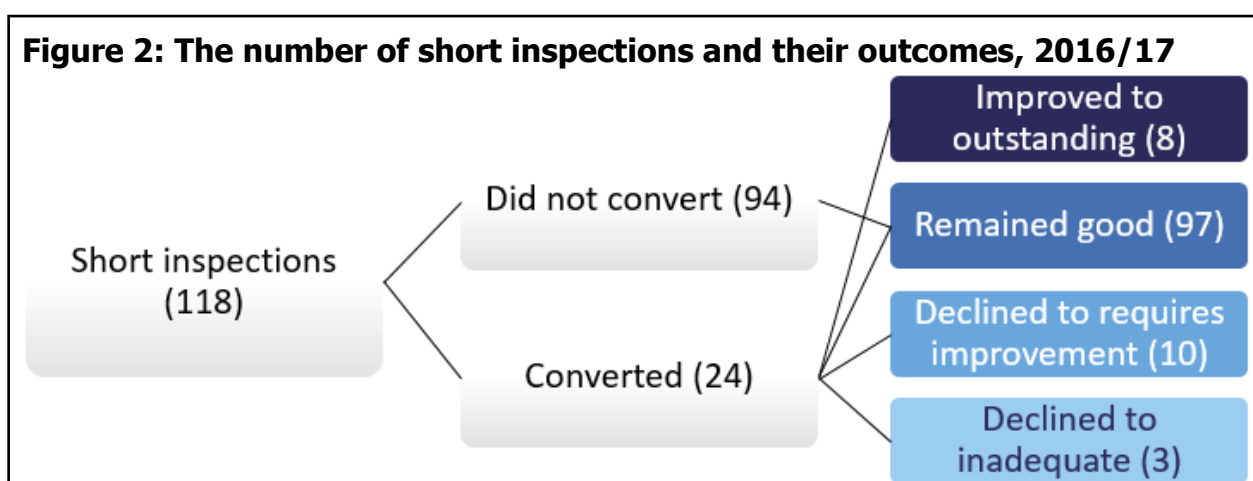 Figure 2: The number of short inspections and their outcomes, 2016/17
Short inspections
(118)
Did not convert (94)
Converted (24)
Improved to
outstanding (8)
Remained good (97)
Declined to requires
improvement (10)
Declined to
inadequate (3)